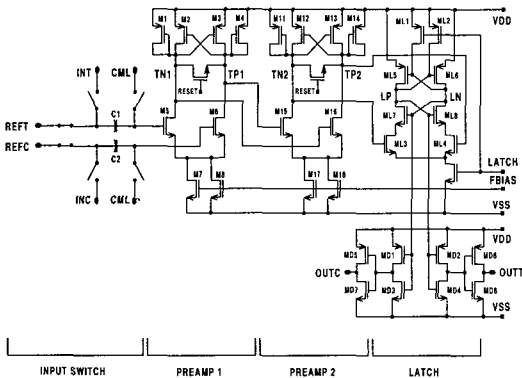 M1 M2 M3 M4 M11 M12 M13 M14 ML1 ML2 VDD
INT CML TN1 TP1 TN2 TP2 ML5 ML6
RESET RESET LP LN
C1 M5 M6 M15 M16 ML7 ML8
REFT
REFC ML3 ML4
C2 LATCH
M7 M8 M17 M18 FBIAS
INC CML VSS
VDD
MD5 MD1 MD2 MD6
OUTC OUTT
MD7 MD3 MD4 MD8
VSS
INPUT SWITCH PREAMP 1 PREAMP 2 LATCH